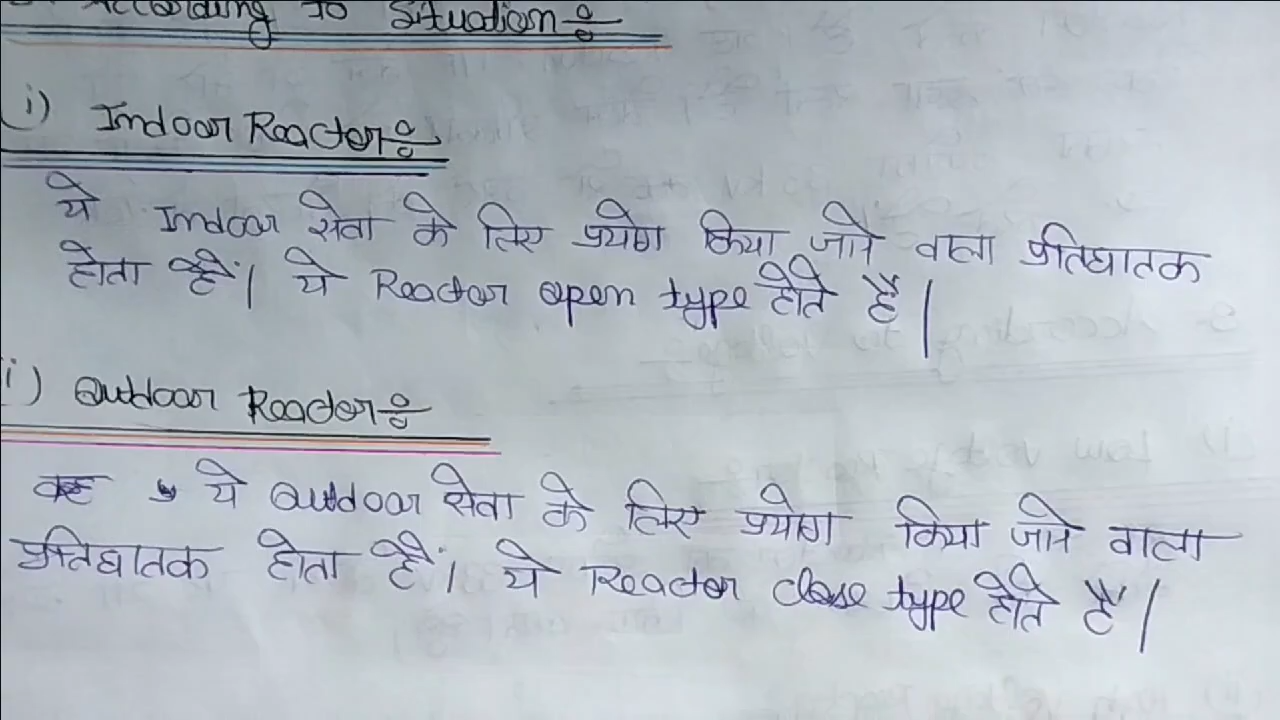 According To Situation÷
i) Indoor Reactor÷
ये Indoor सेवा के लिए प्रयोग किया जाने वाला प्रतिघातक
होता हैं। ये Reactor open type होते हैं।
i) Outdoor Reactor÷
ये Outdoor सेवा के लिए प्रयोग किया जाने वाला
प्रतिघातक होता हैं। ये Reactor close type होते हैं।